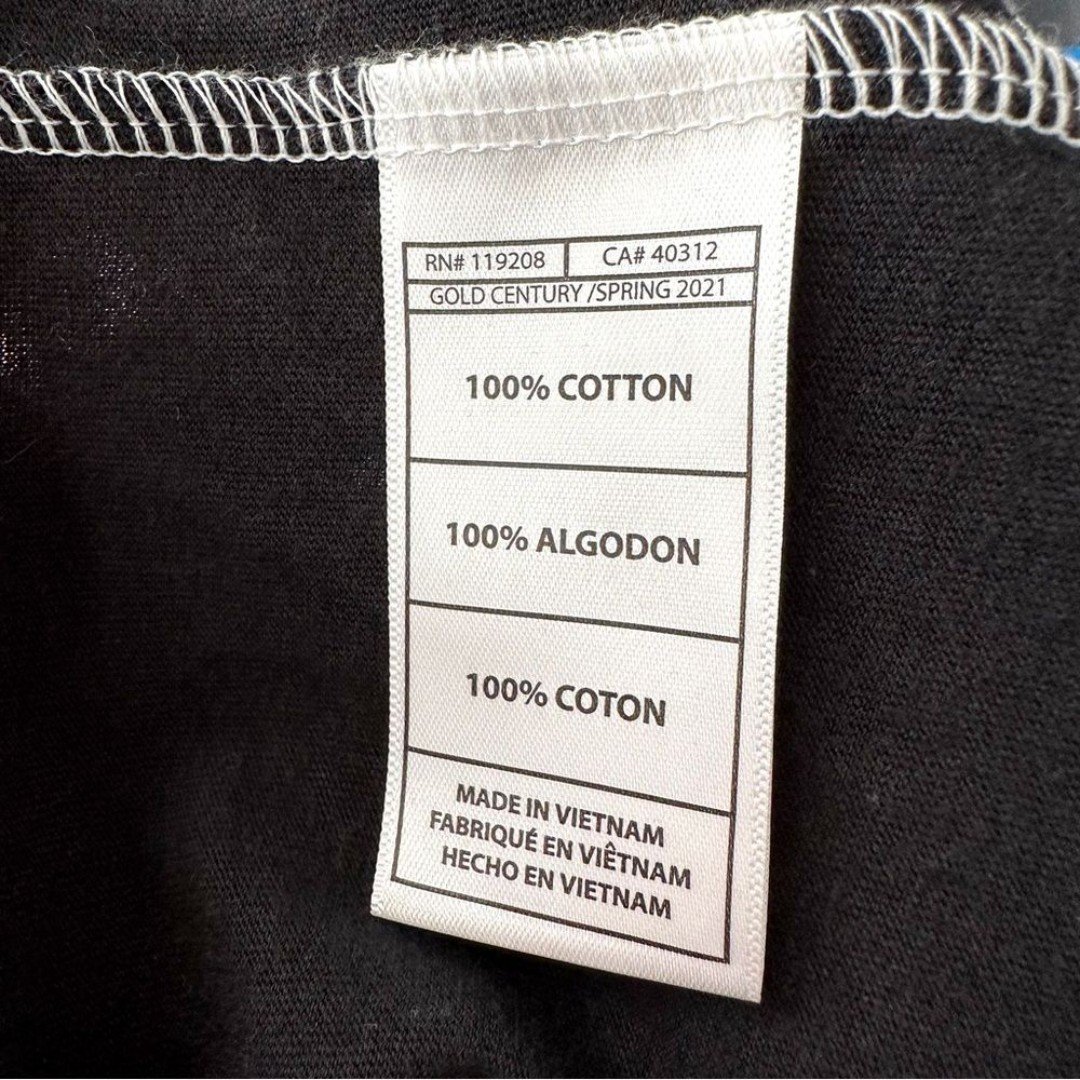 RN# 119208 CA# 40312
GOLD CENTURY /SPRING 2021
100% COTTON
100% ALGODON
100% COTON
MADE IN VIETNAM
FABRIQUÉ EN VIÊTNAM
HECHO EN VIETNAM